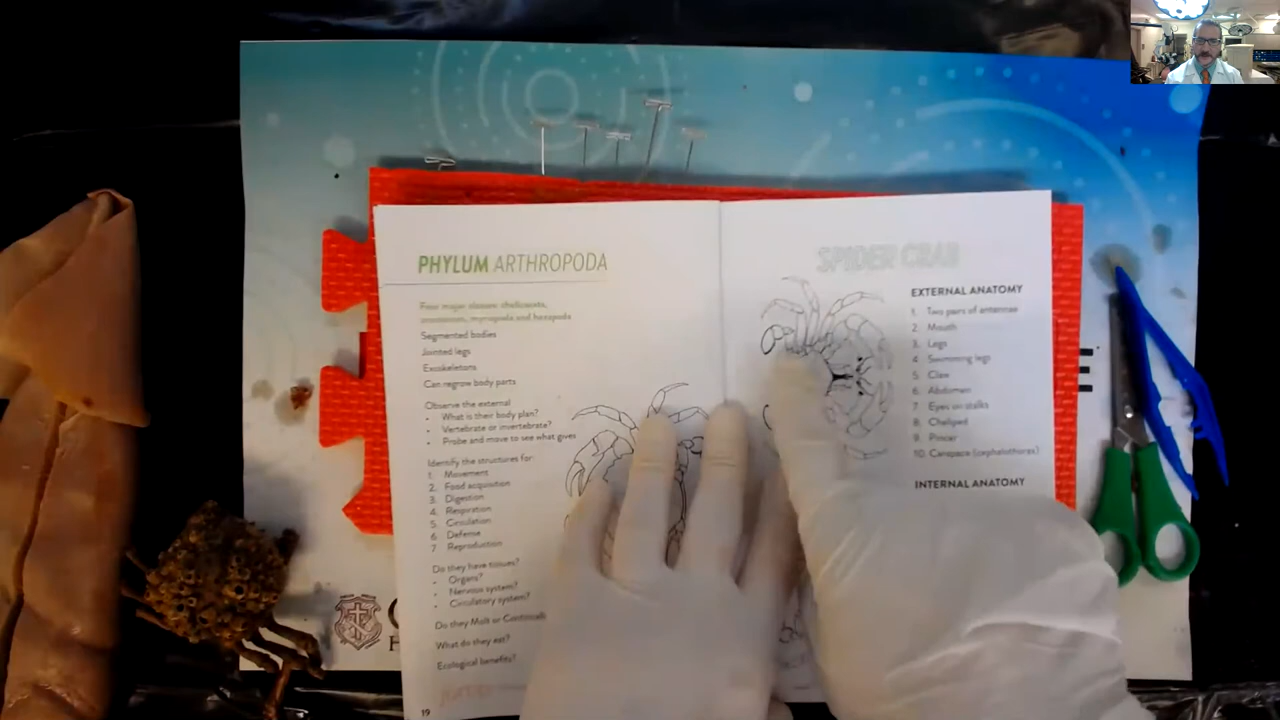 PHYLUM ARTHROPODA
Four major classes: chelicerata,
crustacea, myriapoda and hexapoda
Segmented bodies
Jointed legs
Exoskeletons
Can regrow body parts
Observe the external
• What is their body plan?
• Vertebrate or invertebrate?
• Probe and move to see what gives
Identify the structures for:
1. Movement
2. Food acquisition
3. Digestion
4. Respiration
5. Circulation
6. Defense
7. Reproduction
Do they have tissues?
• Organs?
• Nervous system?
• Circulatory system?
Do they Molt or
What do they eat?
Ecological benefits?
19
SPIDER CRAB
EXTERNAL ANATOMY
1. Two pairs of antennae
2. Mouth
3. Legs
4. Swimming legs
5. Claw
6. Abdomen
7. Eyes on stalks
8. Cheliped
9. Pincer
10. Carapace (cephalothorax)
INTERNAL ANATOMY